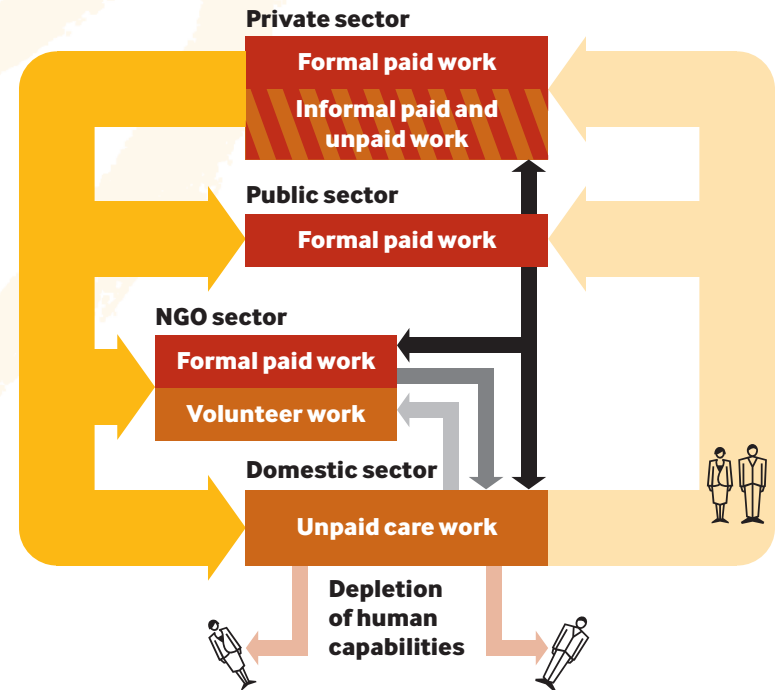 Private sector
Formal paid work
Informal paid and
unpaid work
Public sector
Formal paid work
NGO sector
Formal paid work
Volunteer work
Domestic sector
Unpaid care work
Depletion
of human
capabilities